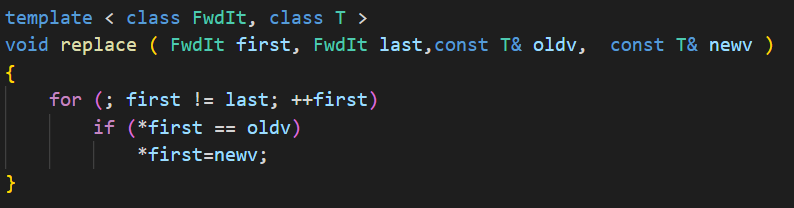 template < class FwdIt, class T >
void replace ( FwdIt first, FwdIt last,const T& oldv,  const T& newv )
{
    for (; first != last; ++first)
        if (*first == oldv)
            *first=newv;
}